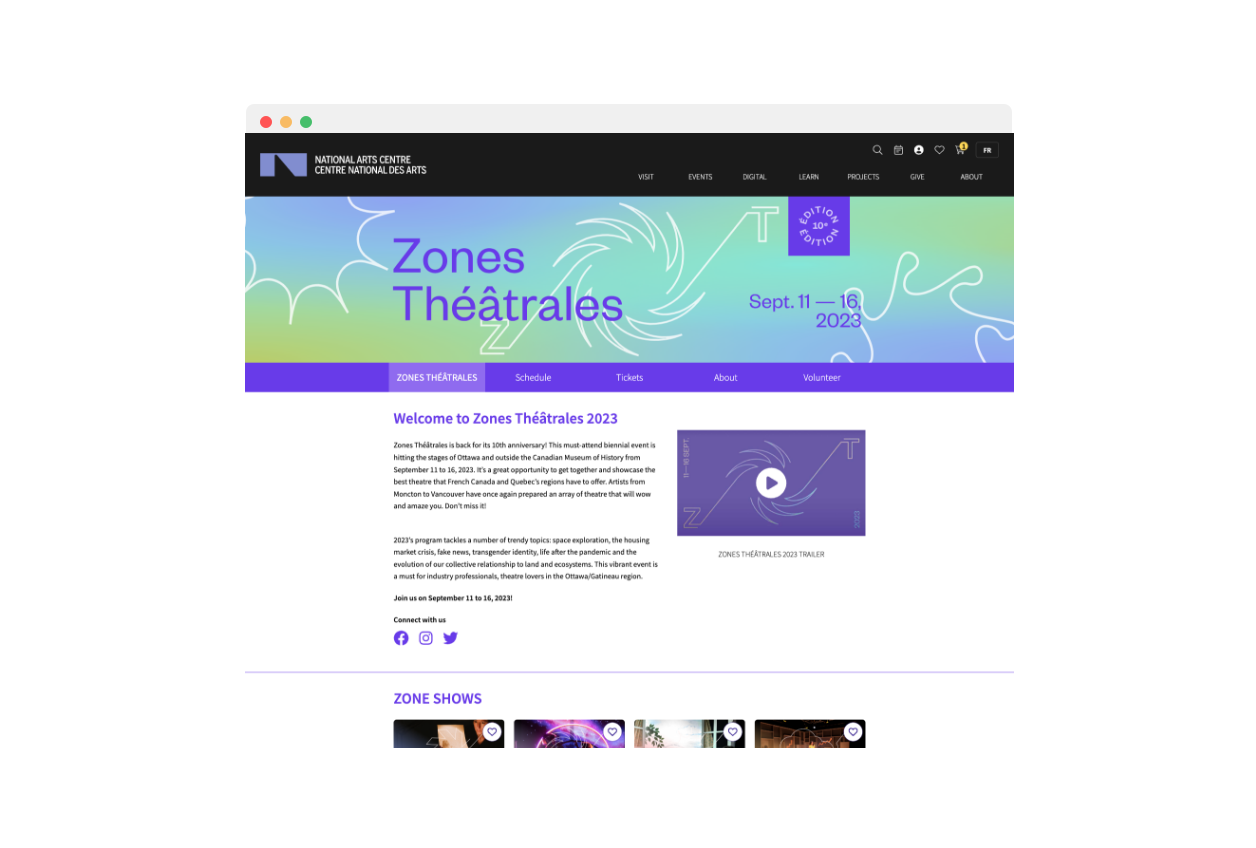 NATIONAL ARTS CENTRE
CENTRE NATIONAL DES ARTS
1
FR
VISIT EVENTS DIGITAL LEARN PROJECTS GIVE ABOUT
Zones
Théâtrales
Z T
ÉDITION
10e
ÉDITION
Sept. 11 — 16,
2023
ZONES THÉÂTRALES Schedule Tickets About Volunteer
Welcome to Zones Théâtrales 2023
Zones Théâtrales is back for its 10th anniversary! This must-attend biennial event is
hitting the stages of Ottawa and outside the Canadian Museum of History from
September 11 to 16, 2023. It's a great opportunity to get together and showcase the
best theatre that French Canada and Quebec's regions have to offer. Artists from
Moncton to Vancouver have once again prepared an array of theatre that will wow
and amaze you. Don't miss it!
2023's program tackles a number of trendy topics: space exploration, the housing
market crisis, fake news, transgender identity, life after the pandemic and the
evolution of our collective relationship to land and ecosystems. This vibrant event is
a must for industry professionals, theatre lovers in the Ottawa/Gatineau region.
Join us on September 11 to 16, 2023!
Connect with us
11—16 SEPT.
Z T
2023
ZONES THÉÂTRALES 2023 TRAILER
ZONE SHOWS